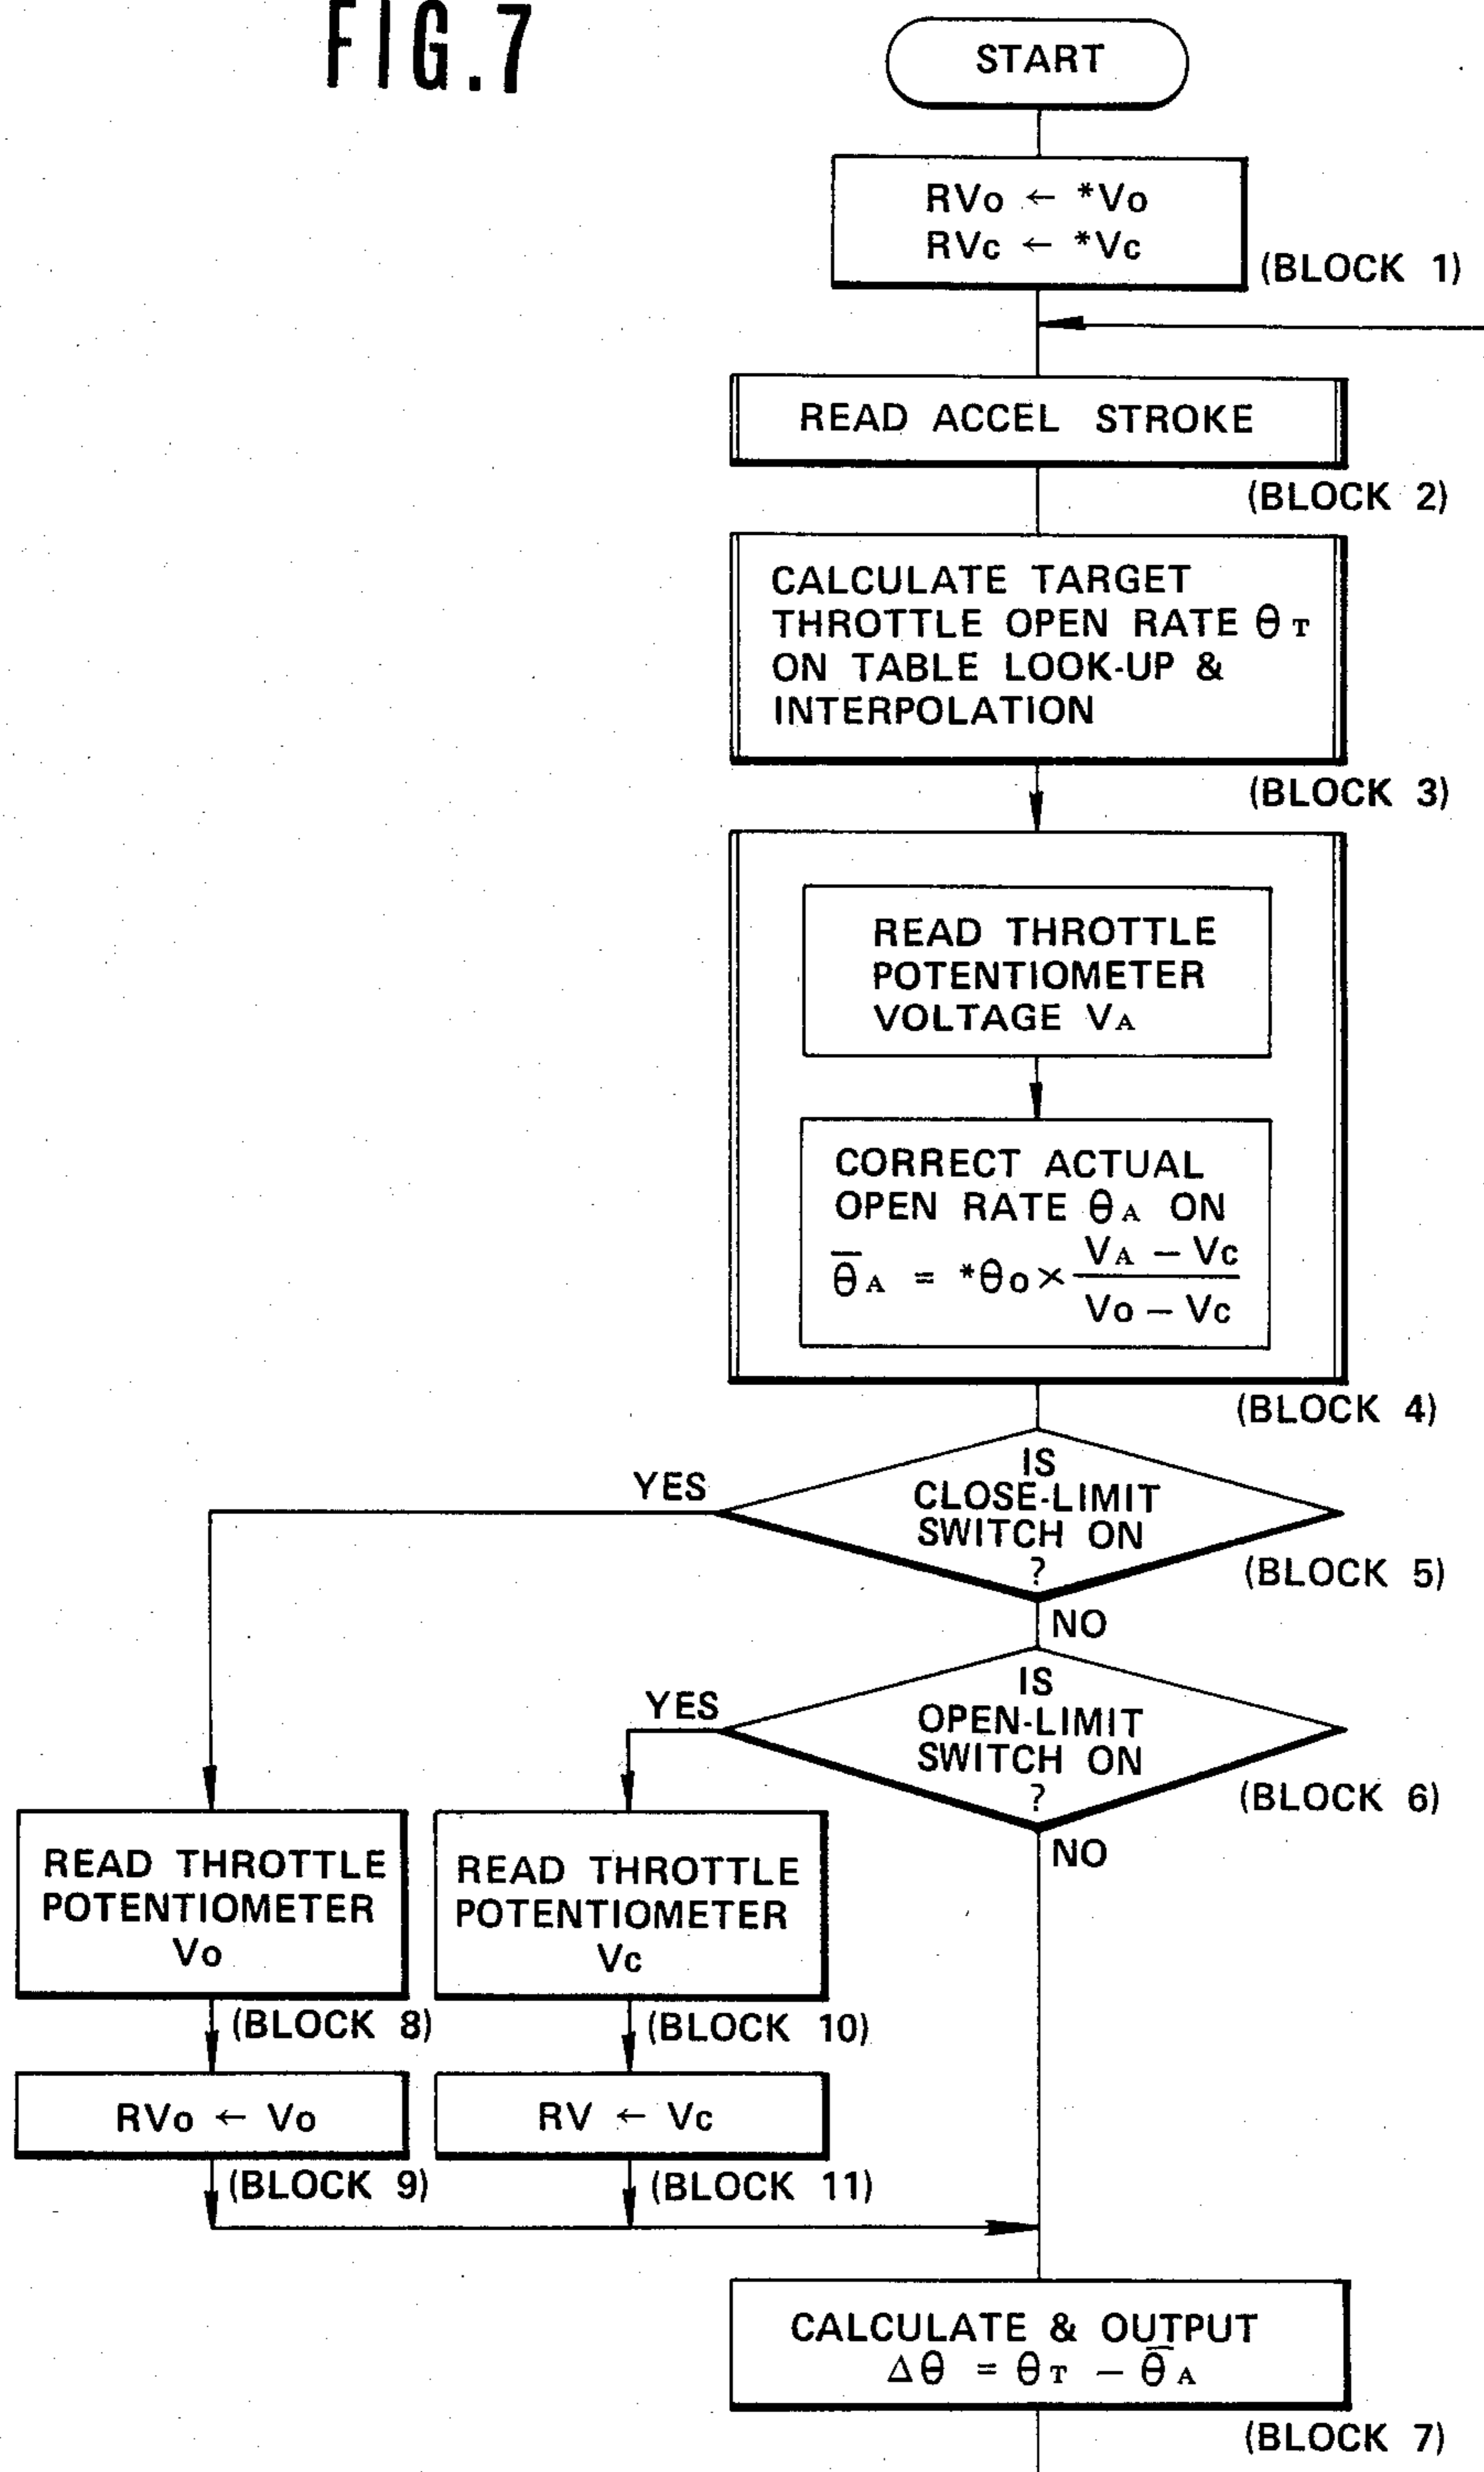 FIG.7
START
RVo ← *Vo
RVc ← *Vc
(BLOCK 1)
READ ACCEL STROKE
(BLOCK 2)
CALCULATE TARGET
THROTTLE OPEN RATE θT
ON TABLE LOOK-UP &
INTERPOLATION
(BLOCK 3)
READ THROTTLE
POTENTIOMETER
VOLTAGE VA
CORRECT ACTUAL
OPEN RATE θA ON
θ̅A = *θo × (VA − Vc) / (Vo − Vc)
(BLOCK 4)
IS
CLOSE-LIMIT
SWITCH ON
?
YES
(BLOCK 5)
NO
IS
OPEN-LIMIT
SWITCH ON
?
YES
(BLOCK 6)
NO
READ THROTTLE
POTENTIOMETER
Vo
(BLOCK 8)
READ THROTTLE
POTENTIOMETER
Vc
(BLOCK 10)
RVo ← Vo
(BLOCK 9)
RV ← Vc
(BLOCK 11)
CALCULATE & OUTPUT
Δθ = θT − θ̅A
(BLOCK 7)